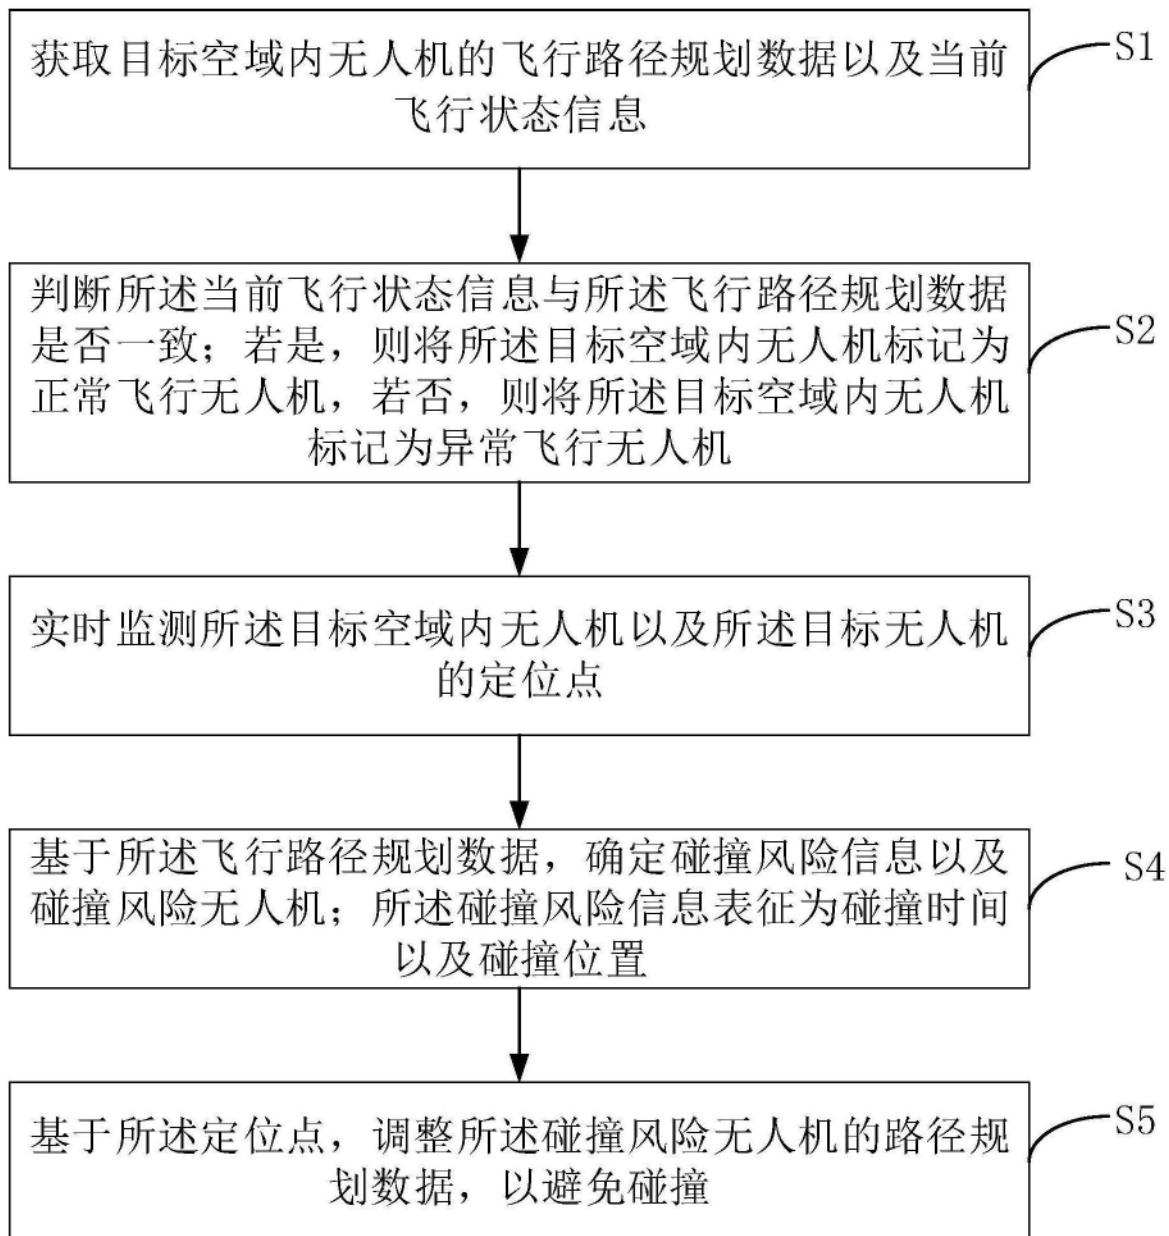 获取目标空域内无人机的飞行路径规划数据以及当前
飞行状态信息
S1
判断所述当前飞行状态信息与所述飞行路径规划数据
是否一致；若是，则将所述目标空域内无人机标记为
正常飞行无人机，若否，则将所述目标空域内无人机
标记为异常飞行无人机
S2
实时监测所述目标空域内无人机以及所述目标无人机
的定位点
S3
基于所述飞行路径规划数据，确定碰撞风险信息以及
碰撞风险无人机；所述碰撞风险信息表征为碰撞时间
以及碰撞位置
S4
基于所述定位点，调整所述碰撞风险无人机的路径规
划数据，以避免碰撞
S5